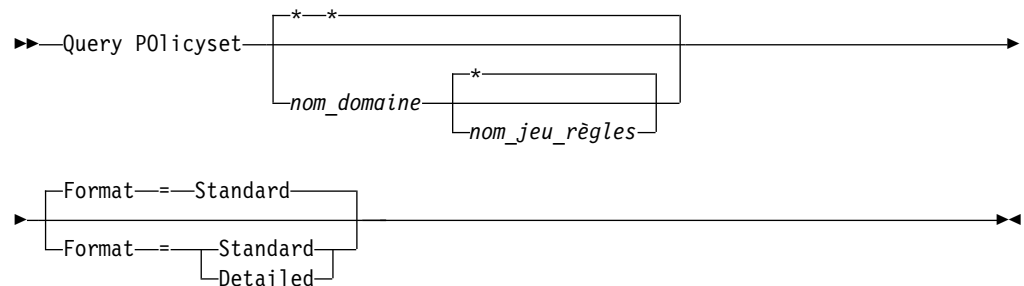 * *
Query POlicyset
*
nom_domaine
nom_jeu_règles
Format = Standard
Format = Standard
Detailed